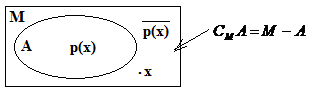 M
A
p(x)
p(x)‾
· x
C_M A = M − A